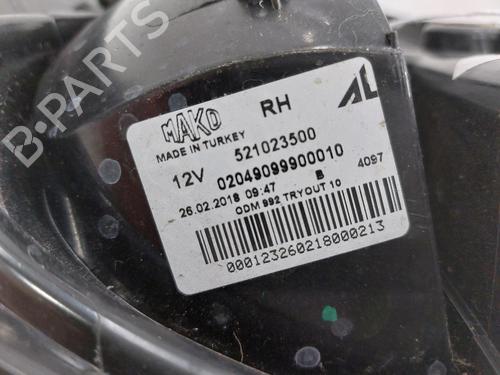 B-PARTS
MAKO
RH
AL
MADE IN TURKEY
521023500
12V
02049099900010
26.02.2018 09:47
B
4097
ODM 992 TRYOUT 10
000123260218000213